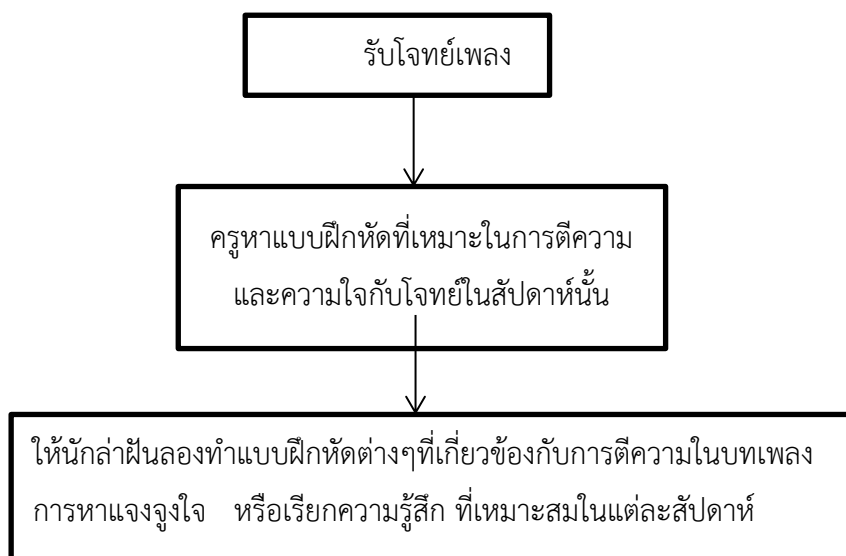 รับโจทย์เพลง
ครูหาแบบฝึกหัดที่เหมาะในการตีความ
และความใจกับโจทย์ในสัปดาห์นั้น
ให้นักล่าฝันลองทำแบบฝึกหัดต่างๆที่เกี่ยวข้องกับการตีความในบทเพลง
การหาแจงจูงใจ หรือเรียกความรู้สึก ที่เหมาะสมในแต่ละสัปดาห์